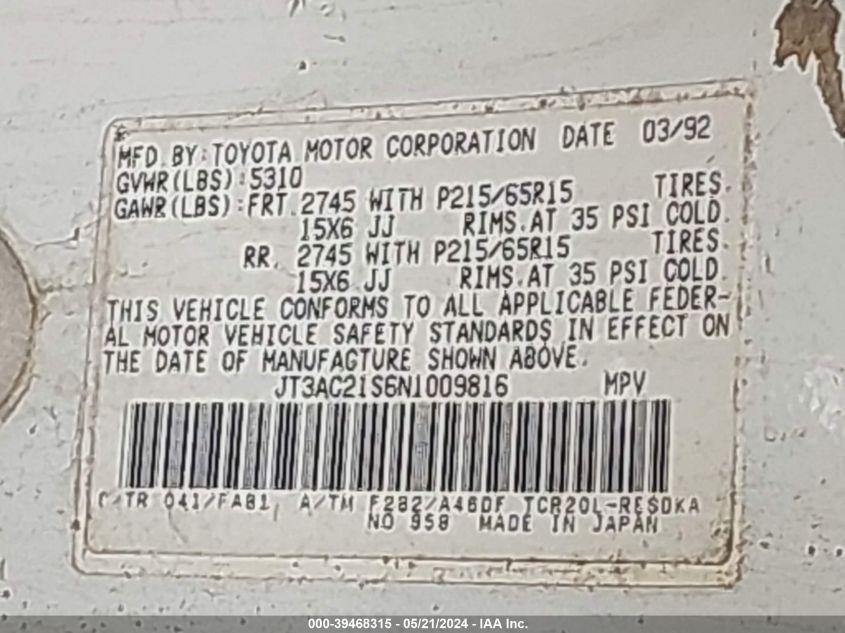 MFD. BY: TOYOTA MOTOR CORPORATION DATE 03/92
GVWR(LBS):5310
GAWR(LBS):FRT. 2745 WITH P215/65R15 TIRES.
15X6 JJ RIMS.AT 35 PSI COLD.
RR. 2745 WITH P215/65R15 TIRES.
15X6 JJ RIMS.AT 35 PSI COLD.
THIS VEHICLE CONFORMS TO ALL APPLICABLE FEDER-
AL MOTOR VEHICLE SAFETY STANDARDS IN EFFECT ON
THE DATE OF MANUFACTURE SHOWN ABOVE.
JT3AC21S6N1009816 MPV
C/TR 041/FA81 A/TM F282/A46DF TCR20L-RESDKA
NO 958 MADE IN JAPAN
000-39468315 - 05/21/2024 - IAA Inc.